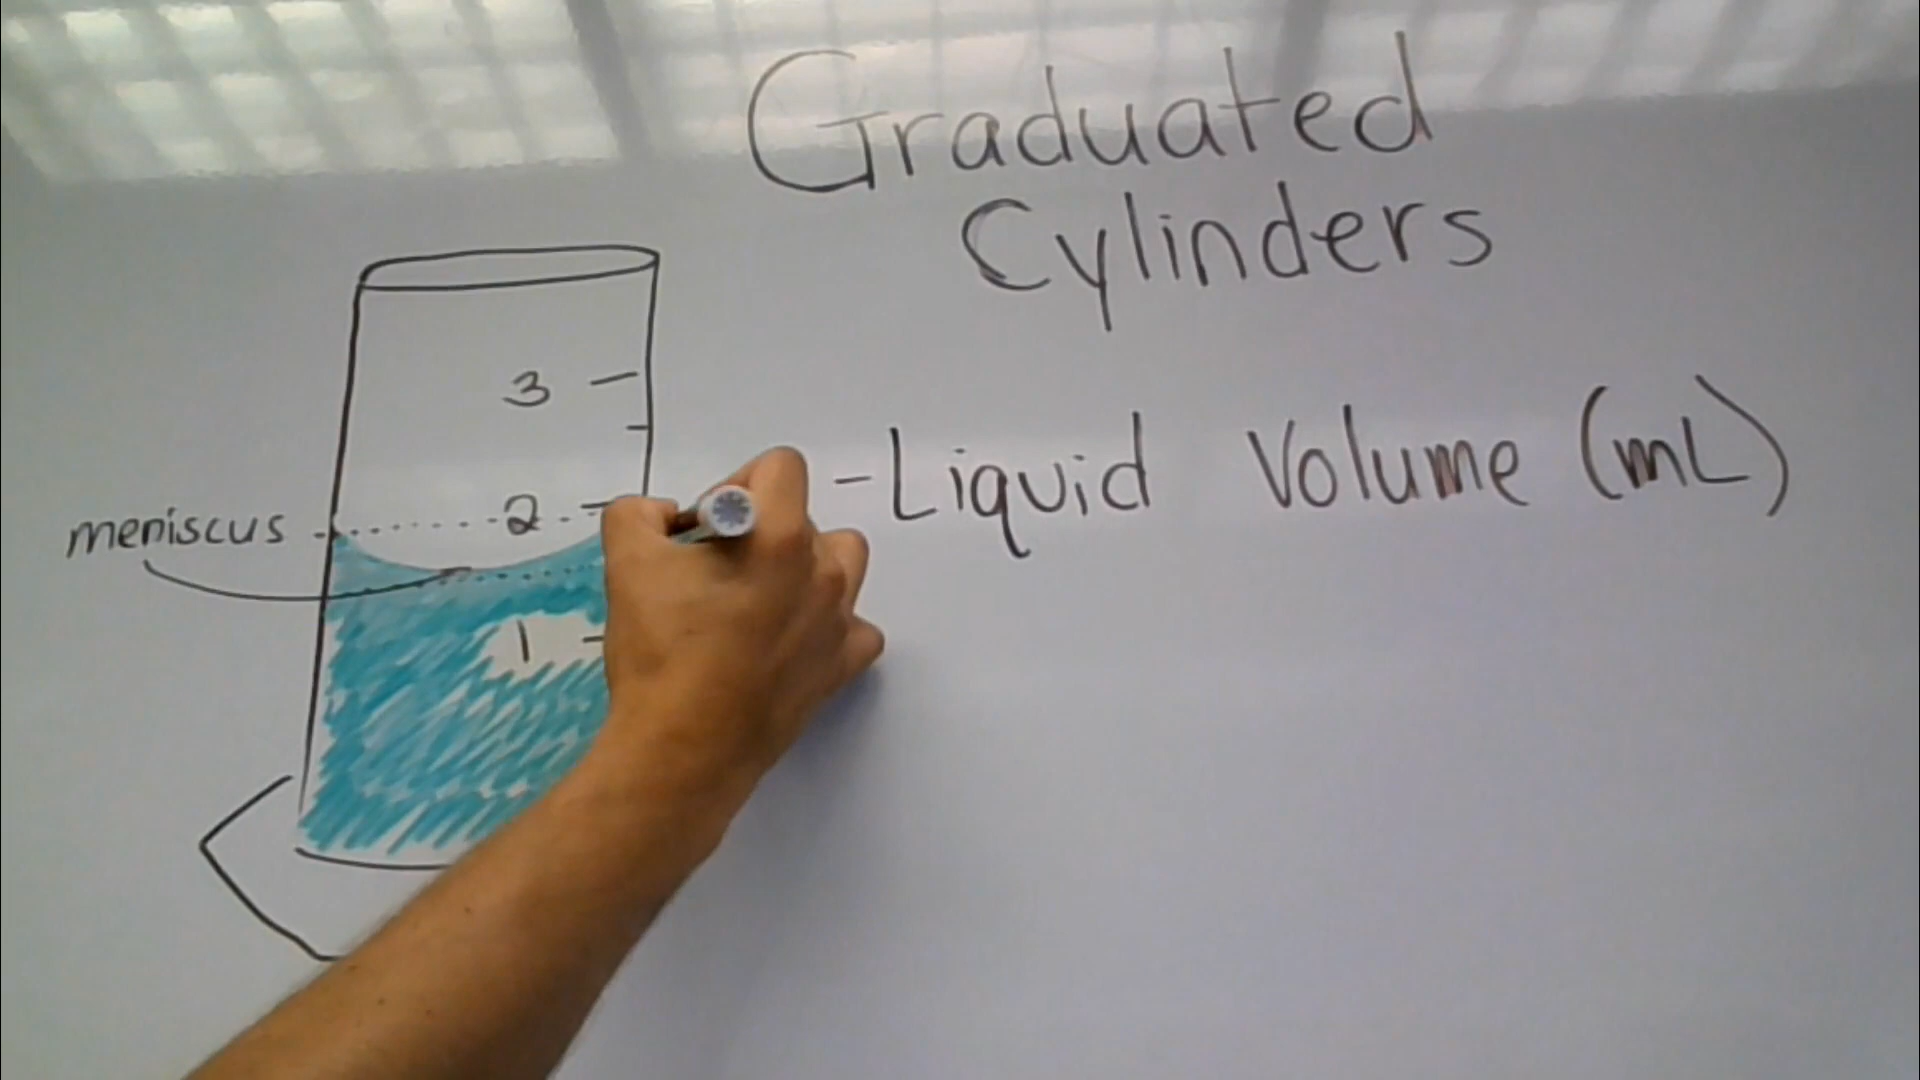 Graduated
Cylinders
3
-Liquid Volume (mL)
2
meniscus
1